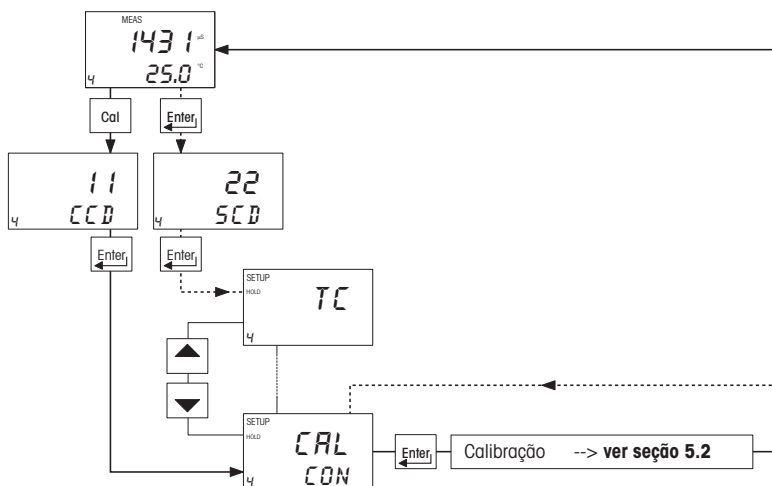 MEAS
1431 µS
25.0 °C
4
Cal
Enter
11
CCD
4
22
SCD
4
Enter
Enter
SETUP
HOLD
TC
4
SETUP
HOLD
CAL
CON
4
Enter
Calibração --> ver seção 5.2